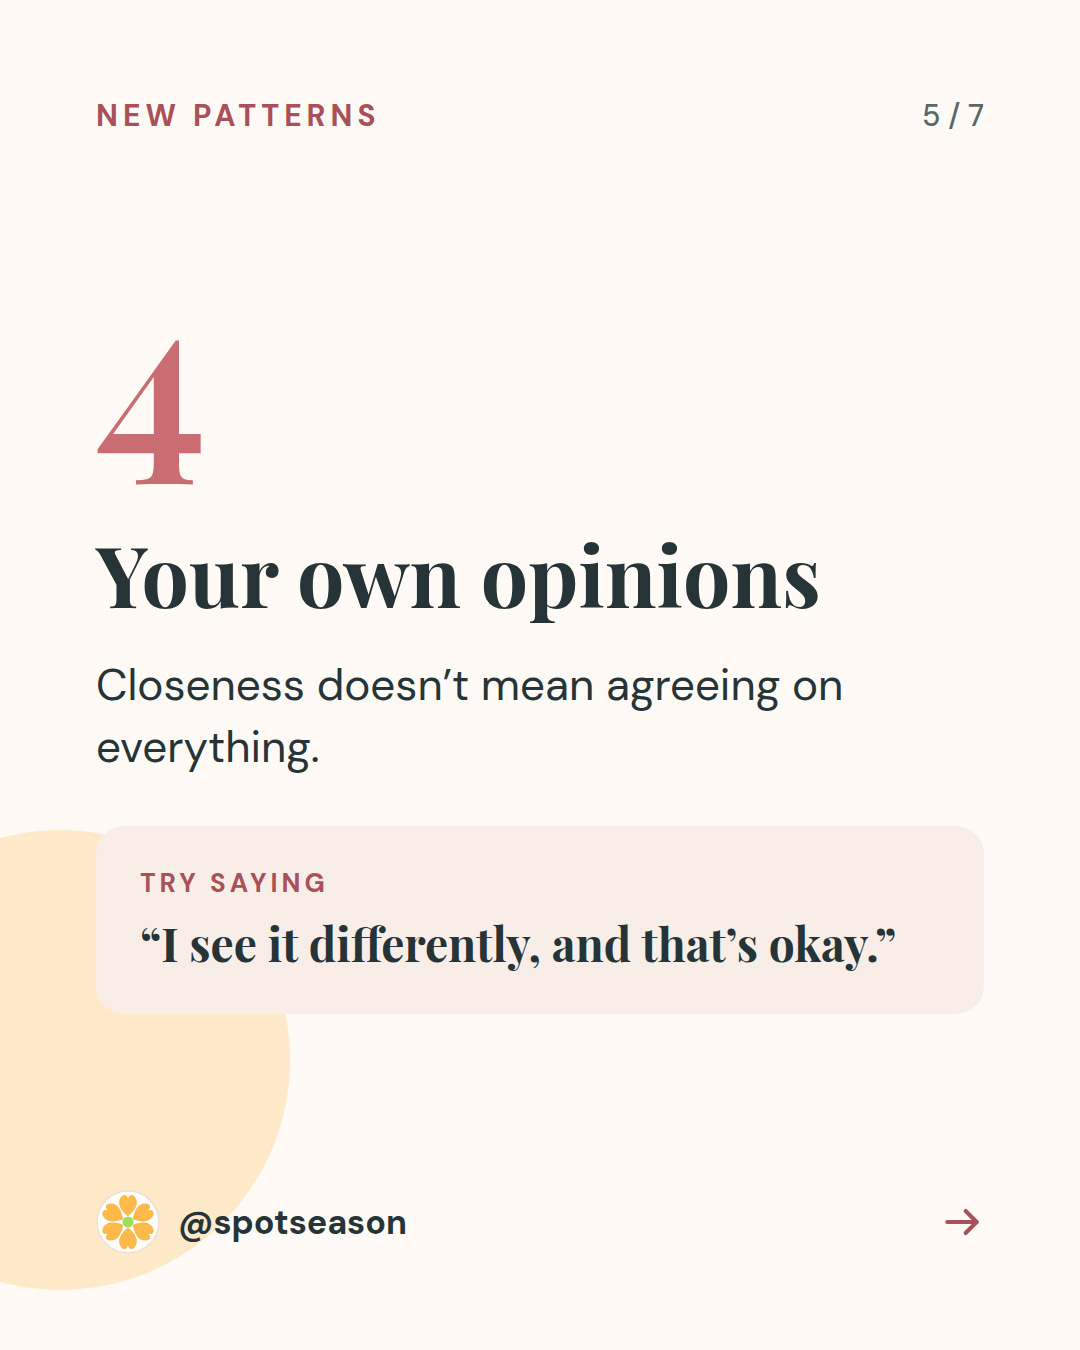 NEW PATTERNS
5 / 7
4
Your own opinions
Closeness doesn’t mean agreeing on
everything.
TRY SAYING
“I see it differently, and that’s okay.”
@spotseason